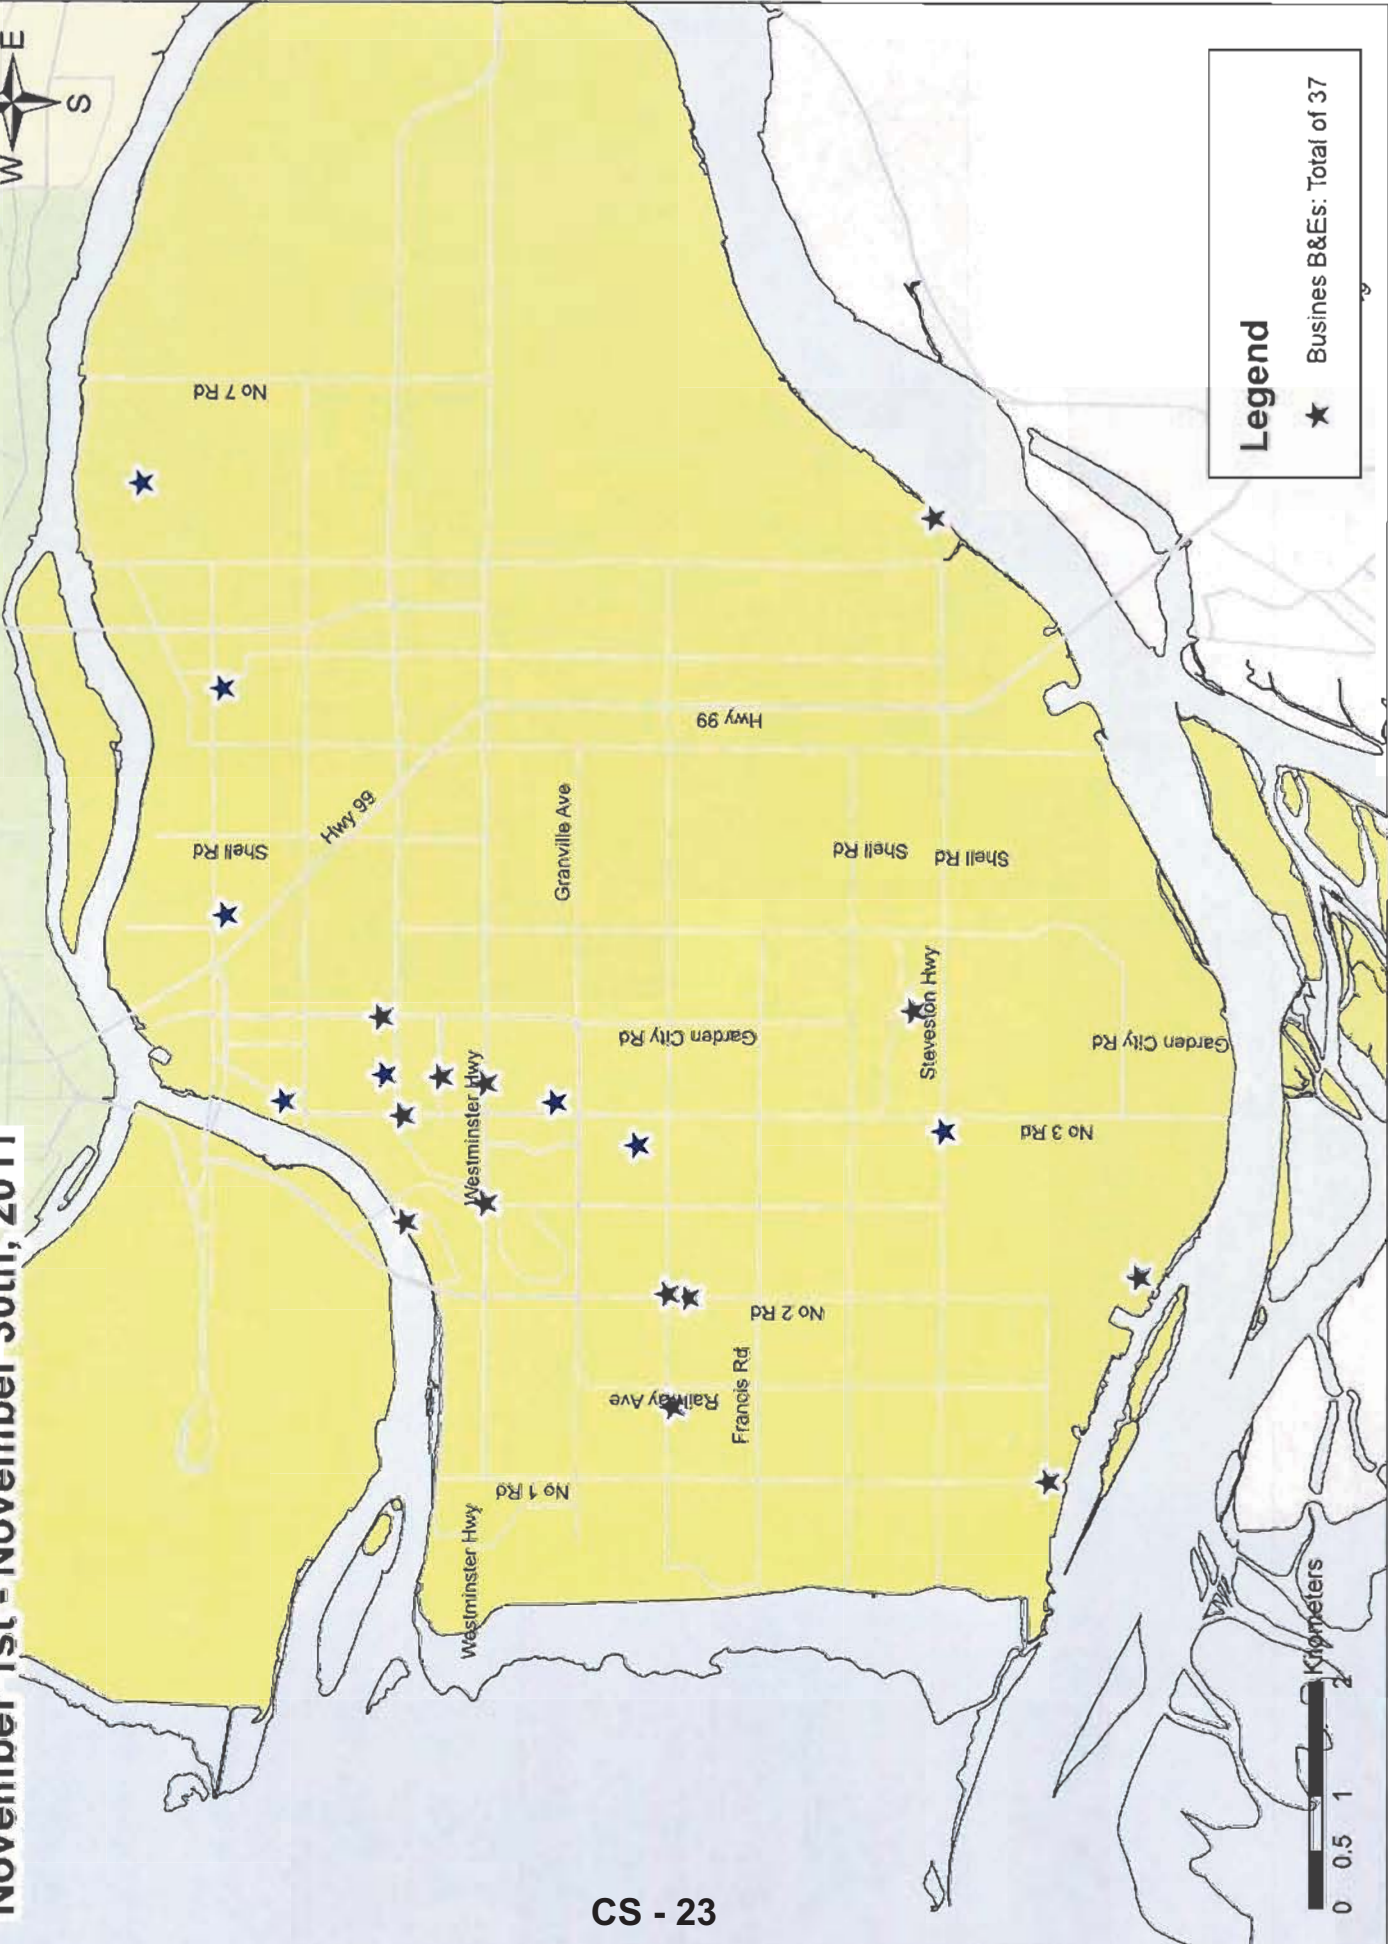 November 1st - November 30th, 2011
W E
S
No 7 Rd
Hwy 99
Shell Rd
Hwy 99
Granville Ave
Shell Rd
Shell Rd
Garden City Rd
Steveston Hwy
Garden City Rd
Westminster Hwy
No 3 Rd
No 2 Rd
Railway Ave
Francis Rd
No 1 Rd
Westminster Hwy
Legend
Busines B&Es: Total of 37
0 0.5 1 2
Kilometers
CS - 23